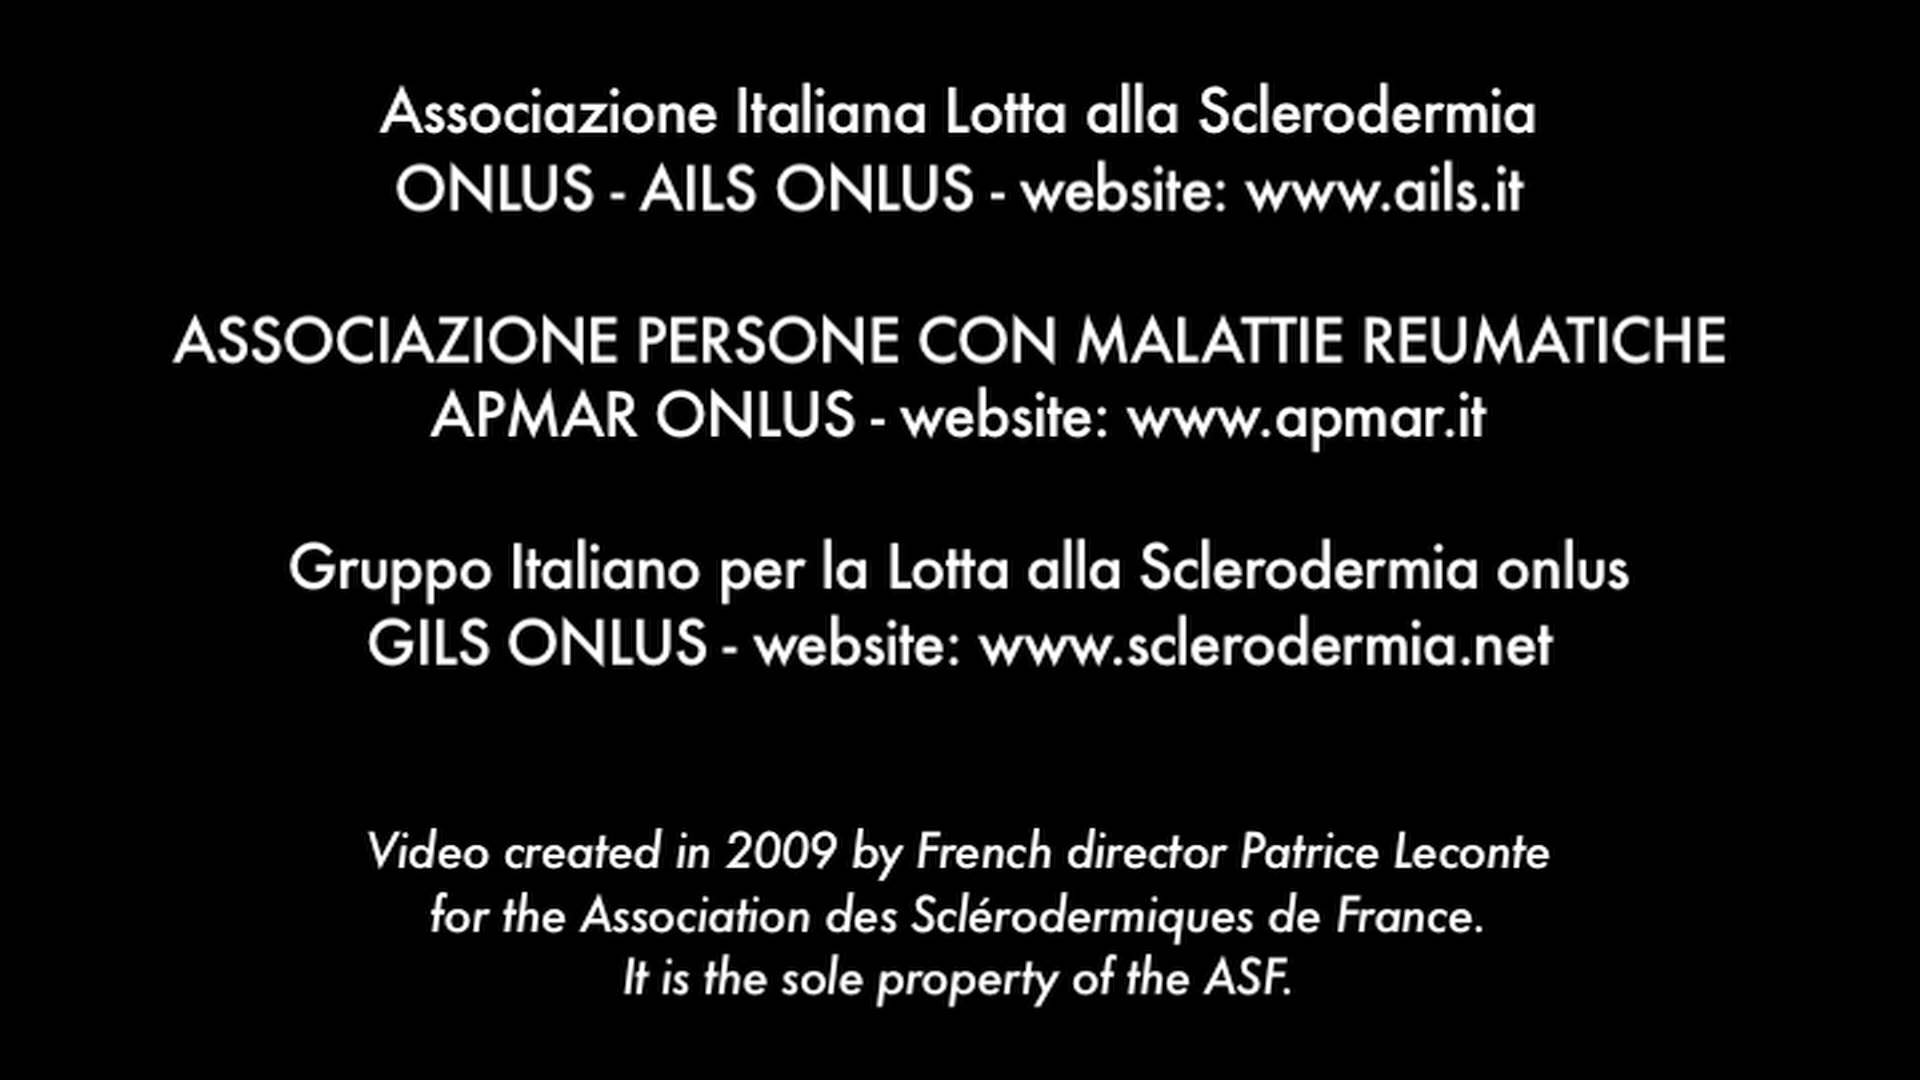 Associazione Italiana Lotta alla Sclerodermia
ONLUS - AILS ONLUS - website: www.ails.it
ASSOCIAZIONE PERSONE CON MALATTIE REUMATICHE
APMAR ONLUS - website: www.apmar.it
Gruppo Italiano per la Lotta alla Sclerodermia onlus
GILS ONLUS - website: www.sclerodermia.net
Video created in 2009 by French director Patrice Leconte
for the Association des Sclérodermiques de France.
It is the sole property of the ASF.